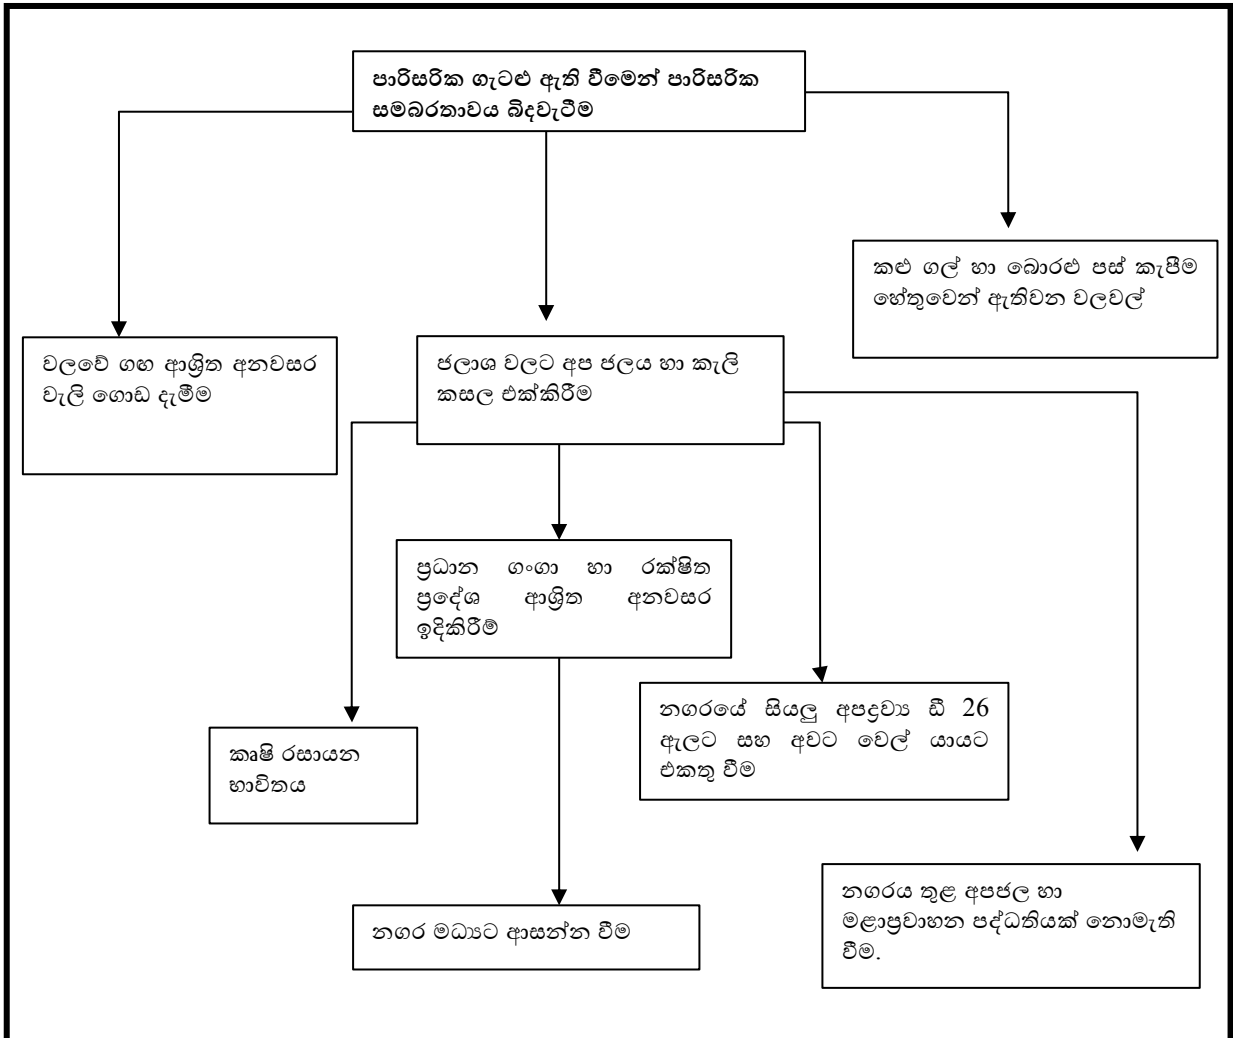 පාරිසරික ගැටළු ඇති වීමෙන් පාරිසරික
සමබරතාවය බිදවැටීම
කළු ගල් හා බොරළු පස් කැපීම
හේතුවෙන් ඇතිවන වලවල්
වලවේ ගඟ ආශ්‍රිත අනවසර
වැලි ගොඩ දැමීම
ජලාශ වලට අප ජලය හා කැලි
කසල එක්කිරීම
ප්‍රධාන ගංගා හා රක්ෂිත
ප්‍රදේශ ආශ්‍රිත අනවසර
ඉදිකිරීම්
නගරයේ සියලු අපද්‍රව්‍ය ඩී 26
ඇලට සහ අවට වෙල් යායට
එකතු වීම
කෘෂි රසායන
භාවිතය
නගරය තුළ අපජල හා
මළාප්‍රවාහන පද්ධතියක් නොමැති
වීම.
නගර මධ්‍යට ආසන්න වීම